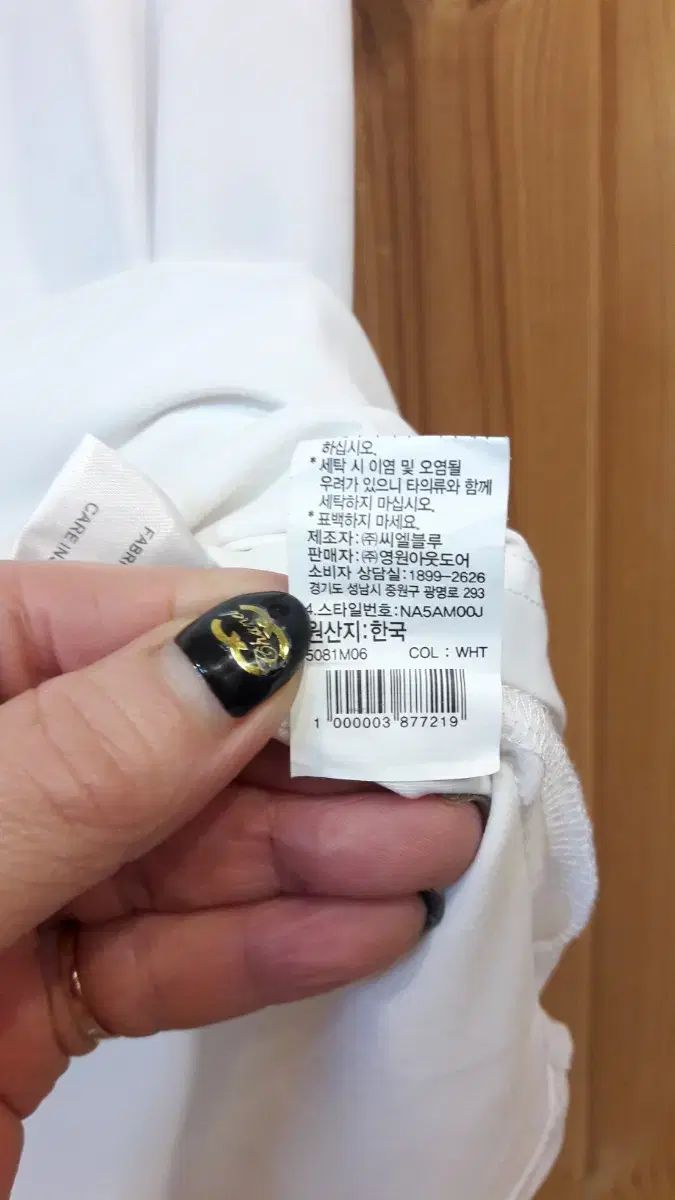 하십시오.
* 세탁 시 이염 및 오염될
우려가 있으니 타의류와 함께
세탁하지 마십시오.
* 표백하지 마세요.
제조자:㈜씨엘블루
판매자:㈜영원아웃도어
소비자 상담실:1899-2626
경기도 성남시 중원구 광명로 293
4.스타일번호:NA5AM00J
원산지:한국
5081M06 COL : WHT
1 000003 877219
CARE IN
FABRI
Brand